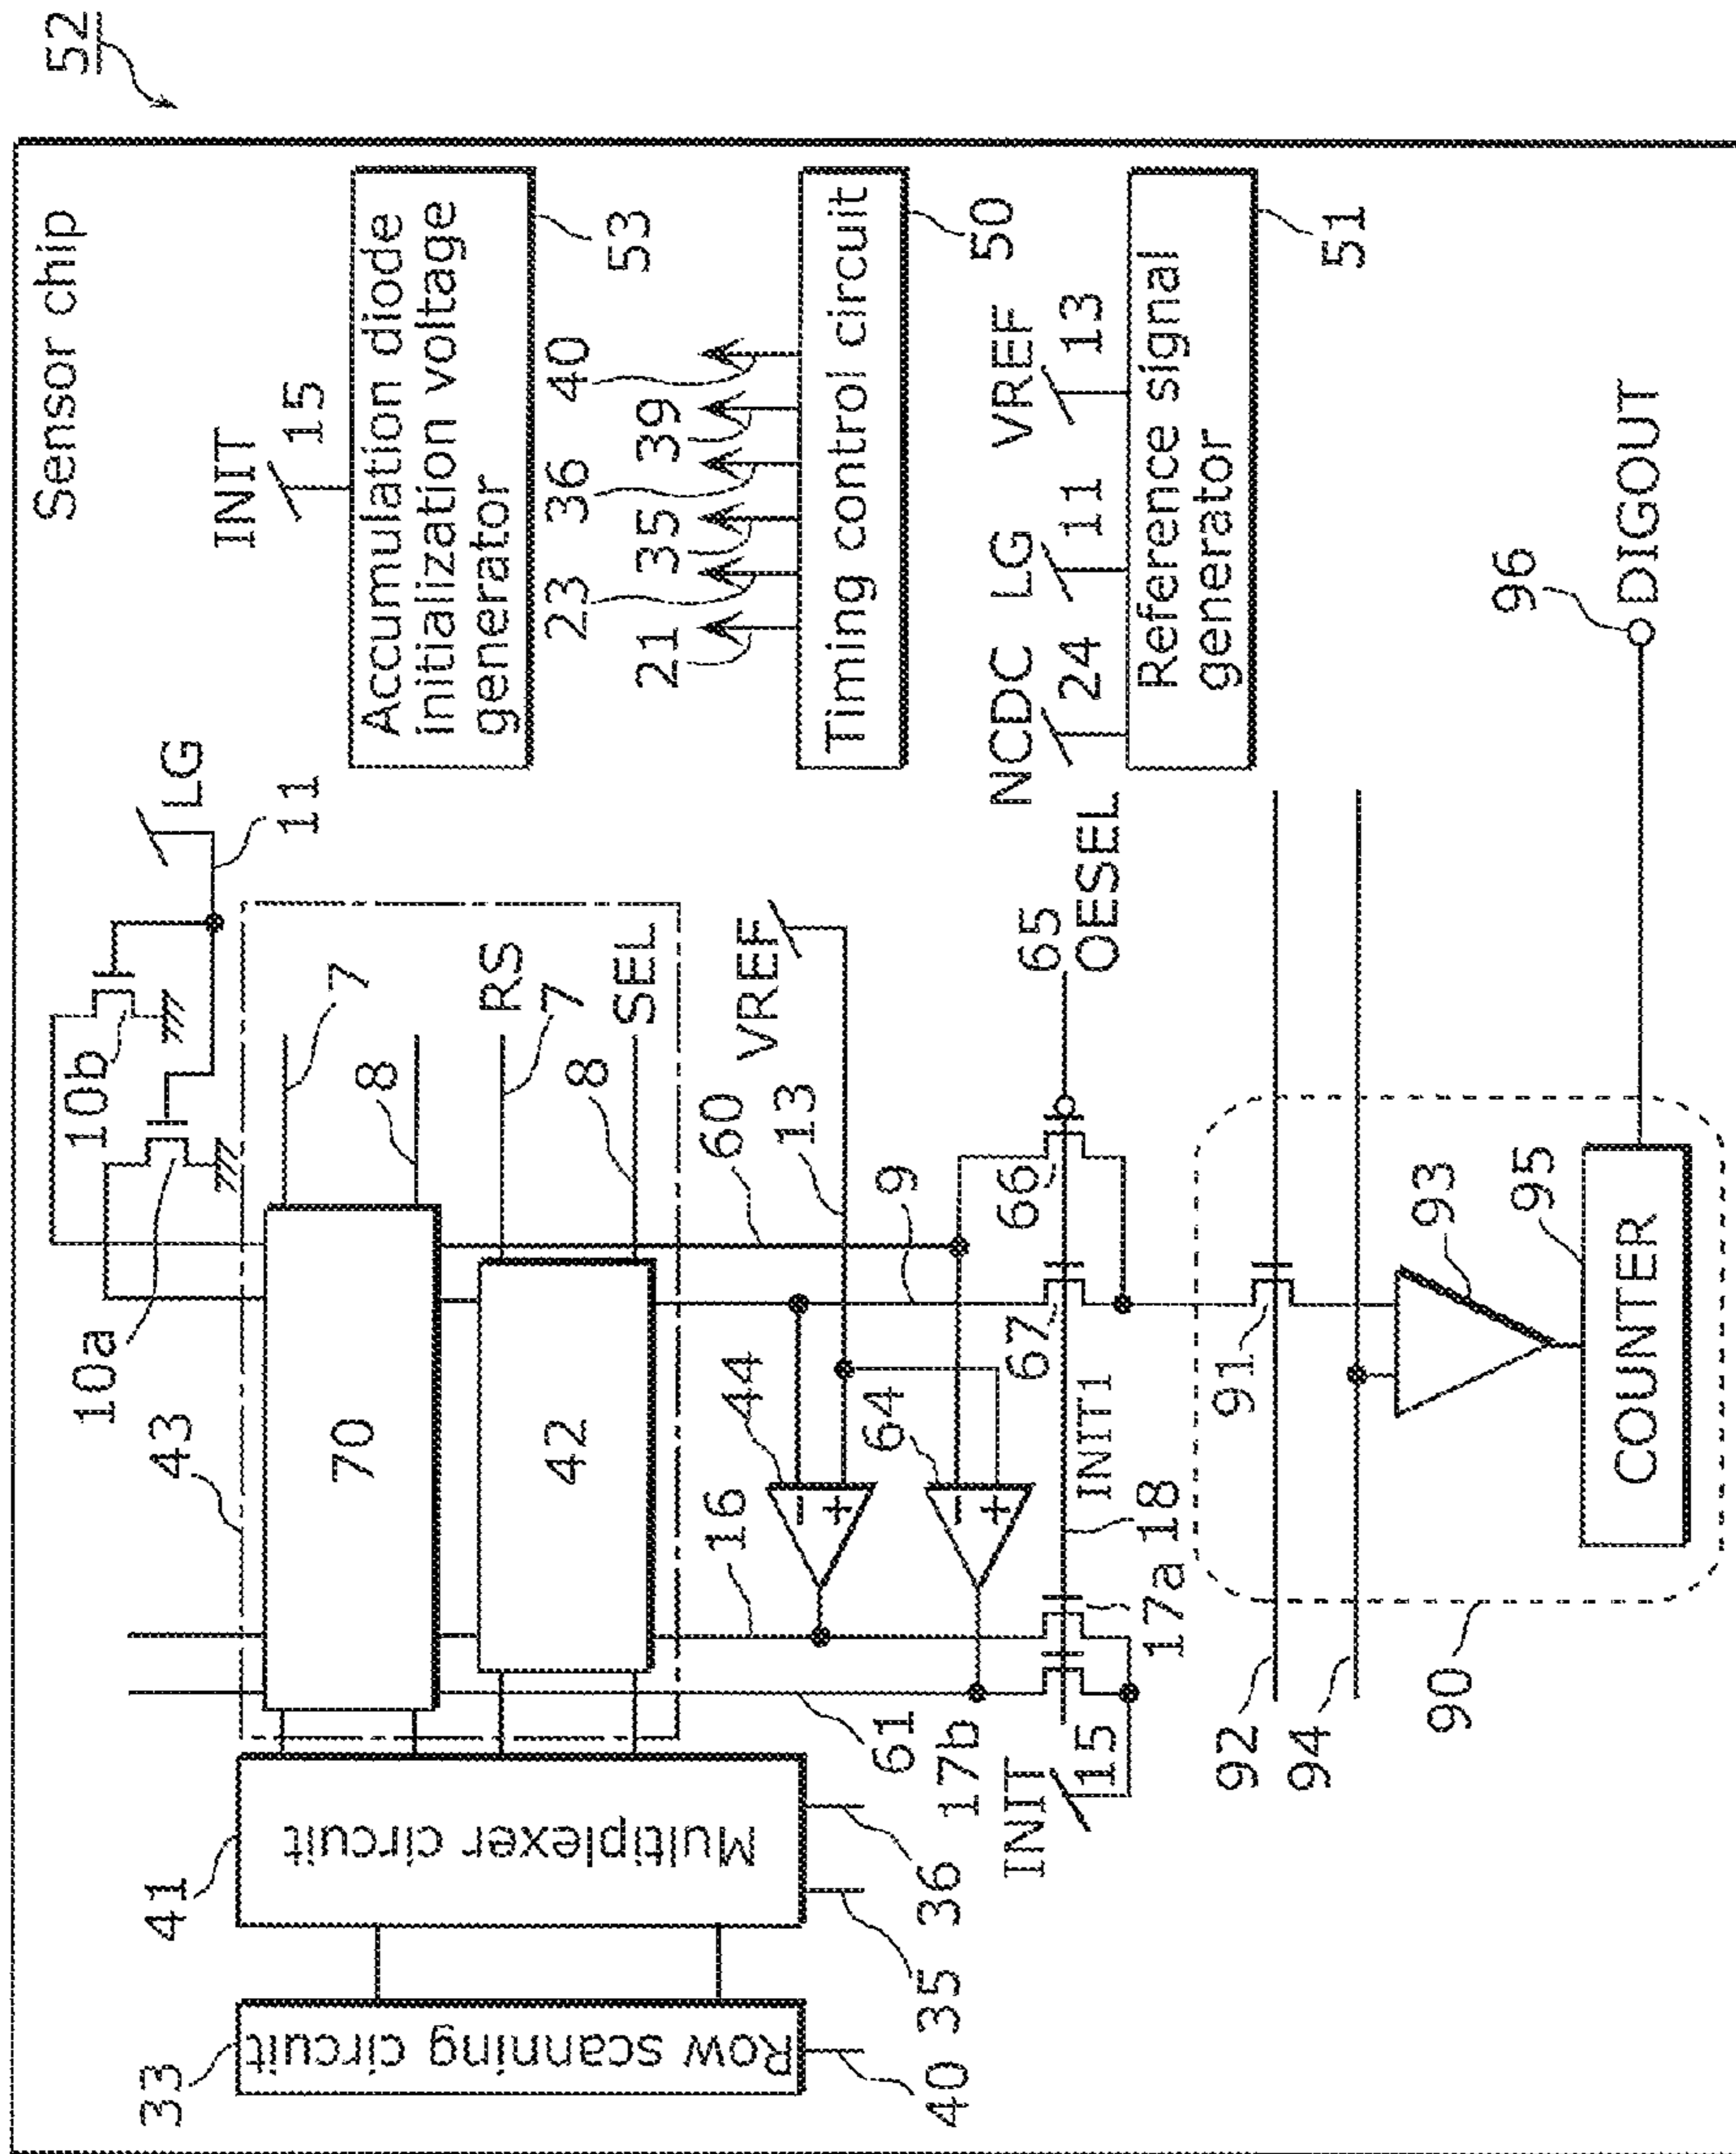 52
Sensor chip
33
Row scanning circuit
40
41
Multiplexer circuit
35
36
43
70
42
10a
10b
LG
11
7
8
RS
7
SEL
8
16
44
-
+
64
-
+
VREF
13
60
9
61
17b
17a
18
INIT1
INIT
15
67
66
65
OESEL
INIT
15
Accumulation diode
initialization voltage
generator
53
21
23
35
36
39
40
Timing control circuit
50
NCDC
24
LG
11
VREF
13
Reference signal
generator
51
92
94
90
91
93
95
COUNTER
96
DIGOUT